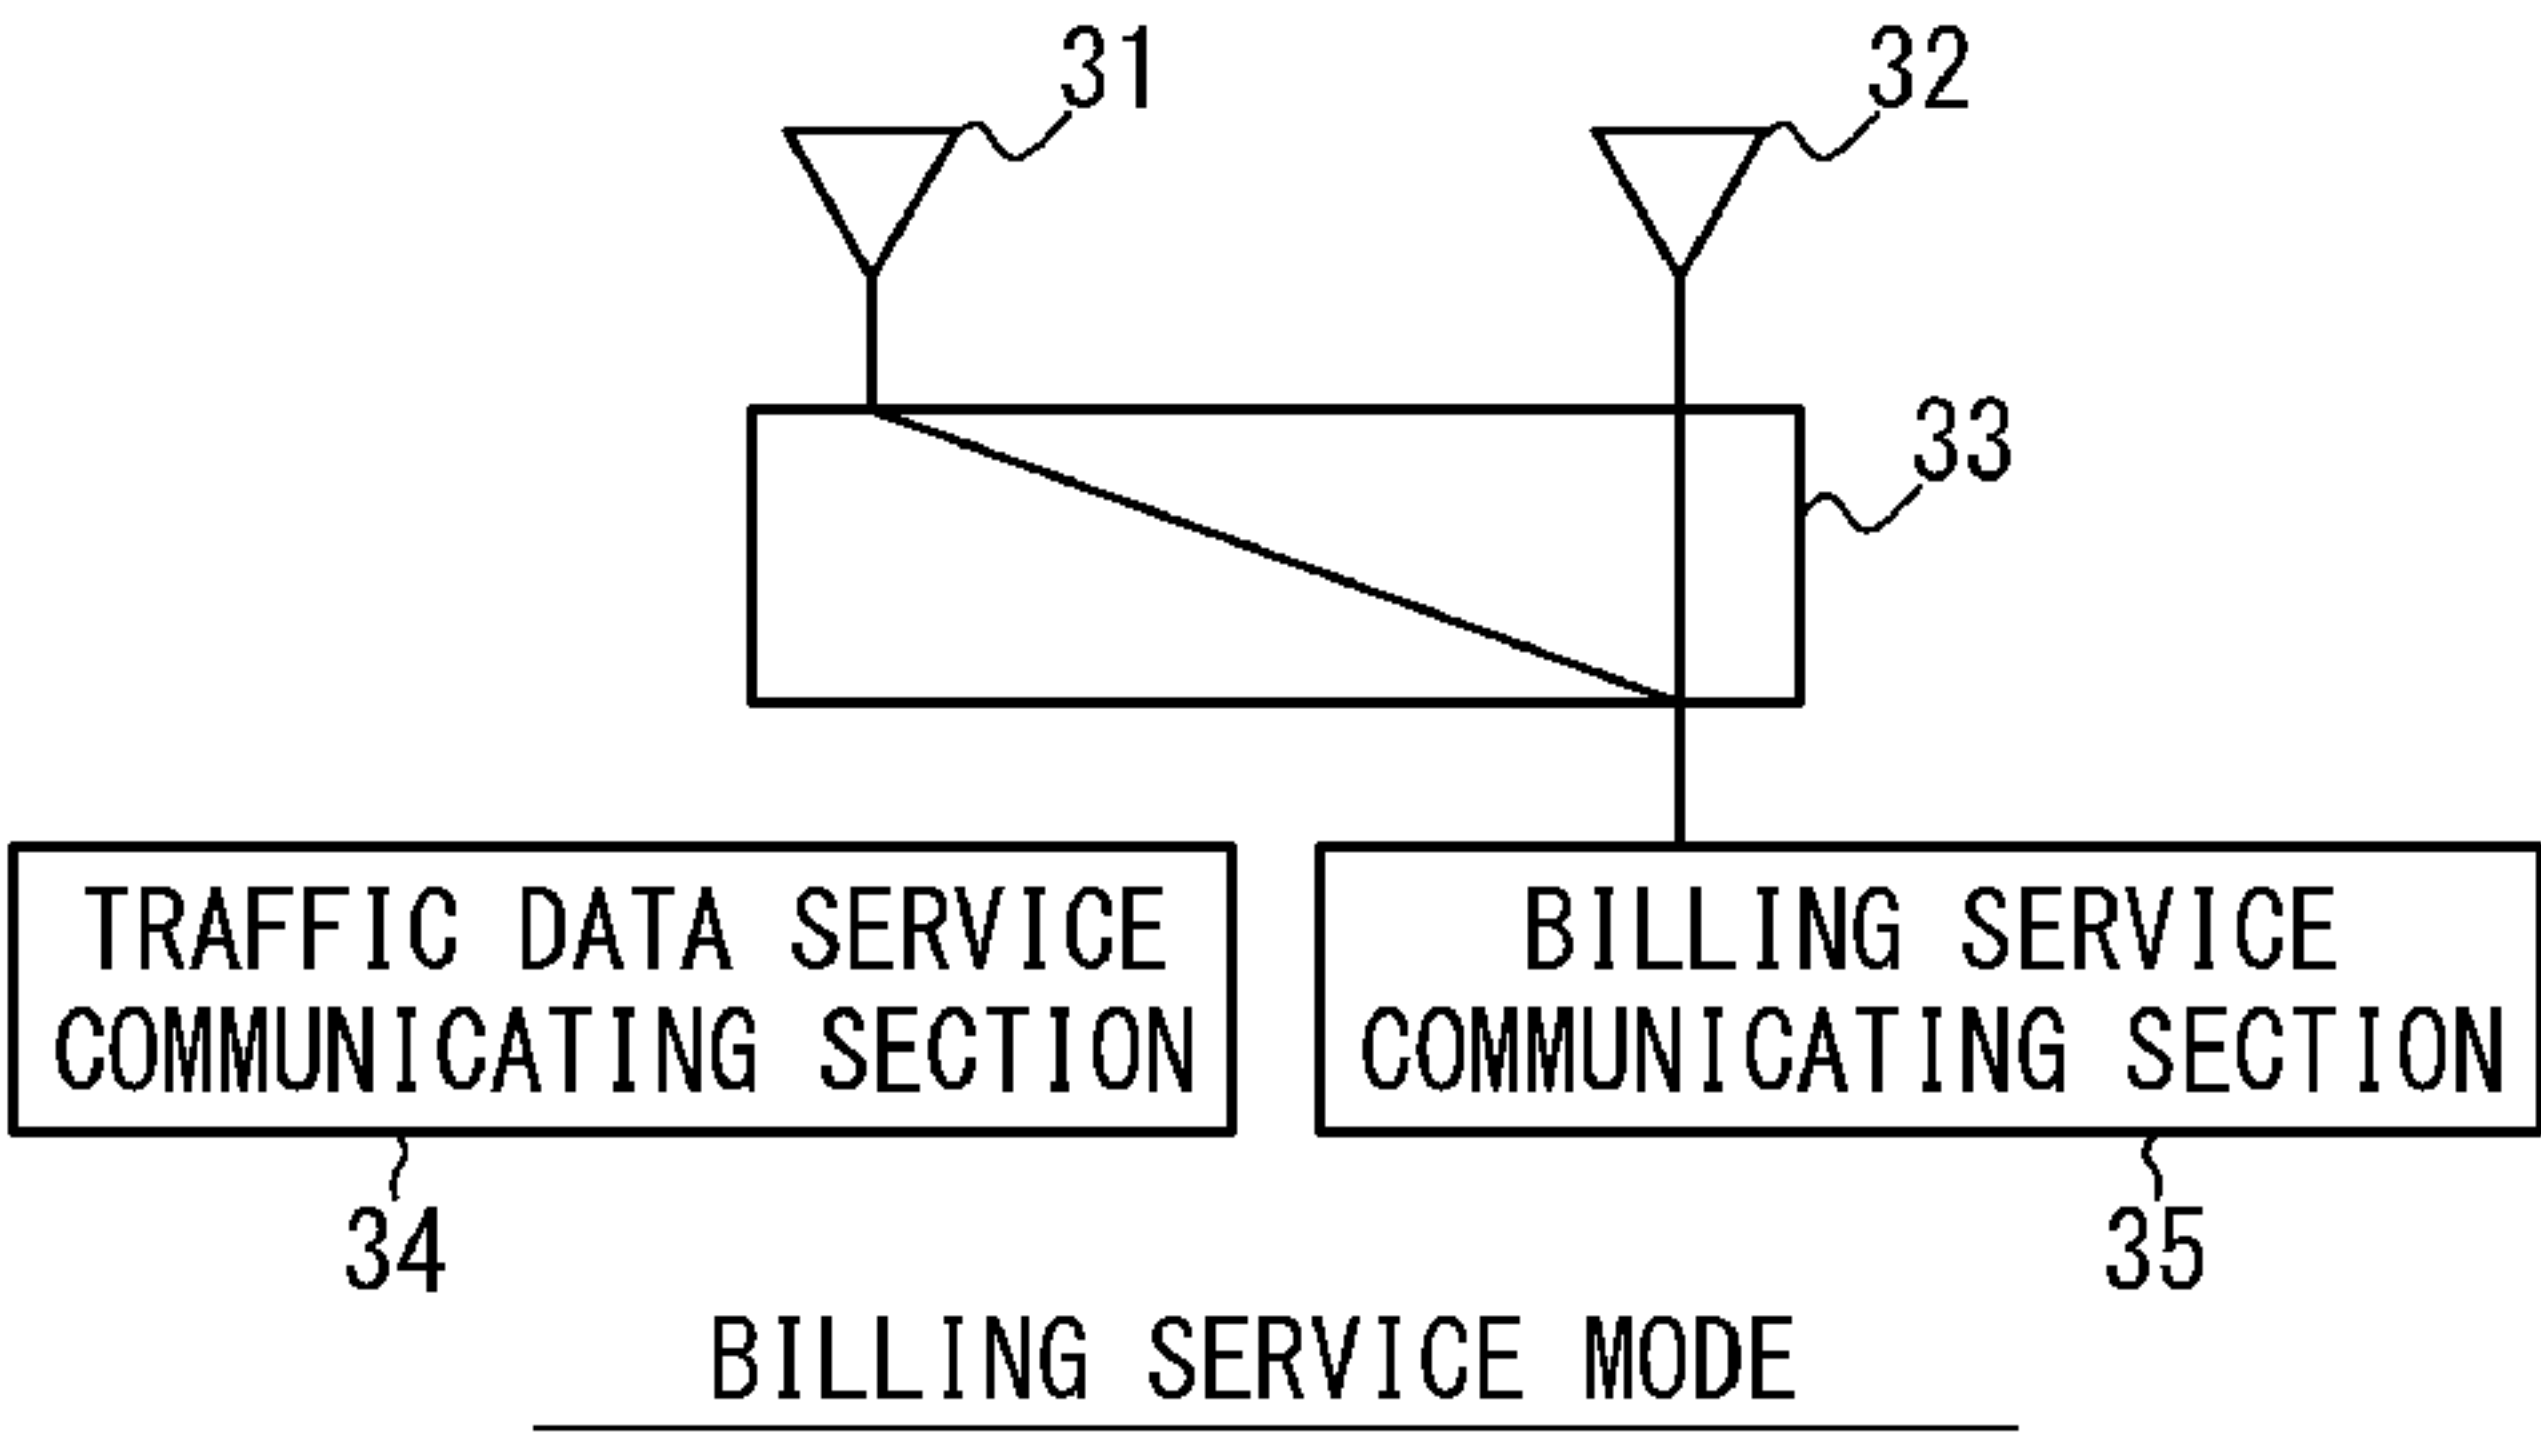 31
32
33
TRAFFIC DATA SERVICE
COMMUNICATING SECTION
BILLING SERVICE
COMMUNICATING SECTION
34
35
BILLING SERVICE MODE